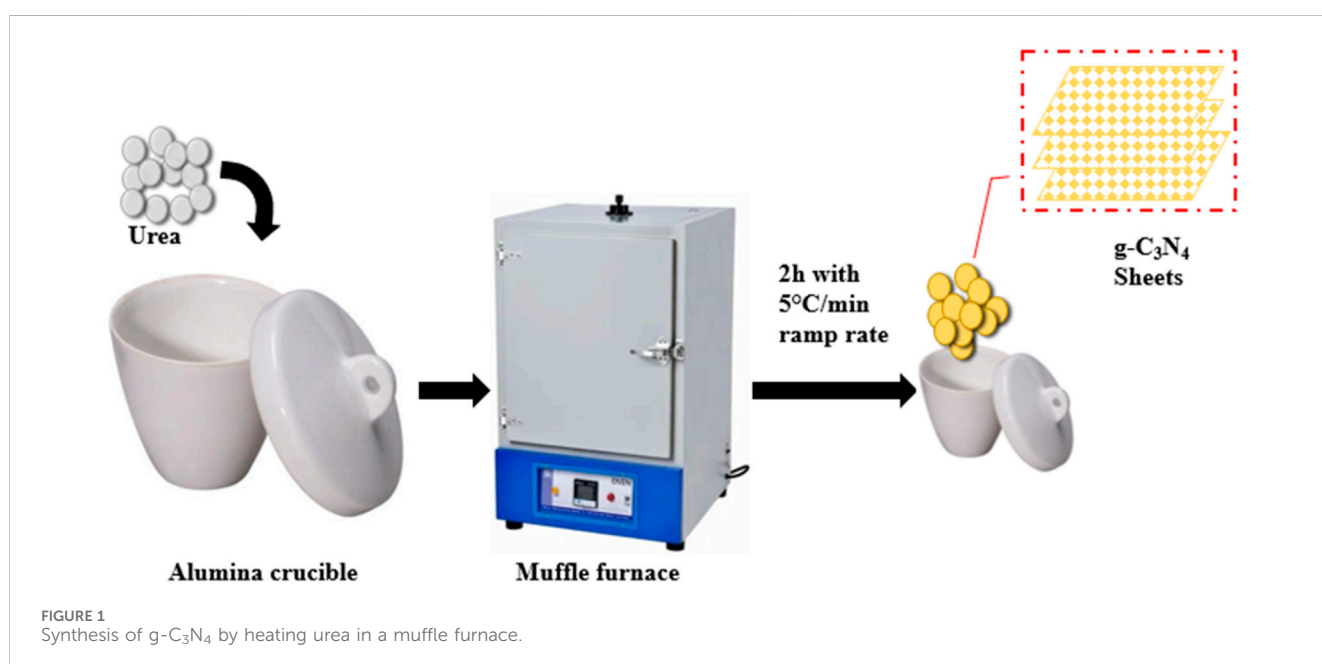 Urea
Alumina crucible
OVEN
Muffle furnace
2h with
5°C/min
ramp rate
g-C₃N₄
Sheets
FIGURE 1
Synthesis of g-C₃N₄ by heating urea in a muffle furnace.